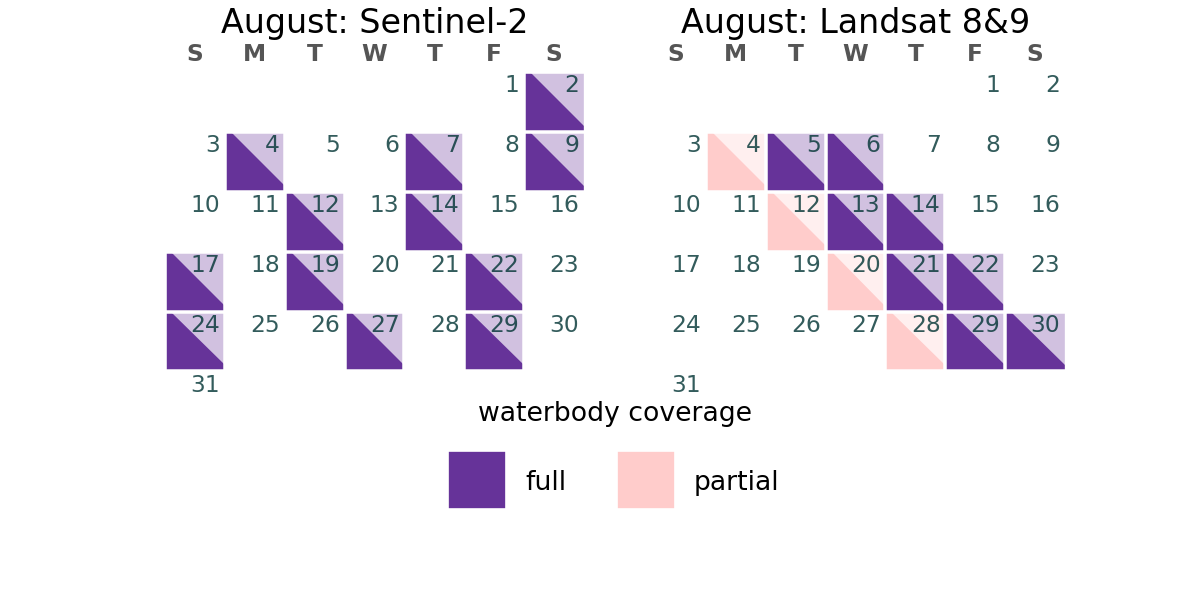 August: Sentinel-2
S M T W T F S
1 2
3 4 5 6 7 8 9
10 11 12 13 14 15 16
17 18 19 20 21 22 23
24 25 26 27 28 29 30
31
August: Landsat 8&9
S M T W T F S
1 2
3 4 5 6 7 8 9
10 11 12 13 14 15 16
17 18 19 20 21 22 23
24 25 26 27 28 29 30
31
waterbody coverage
full partial